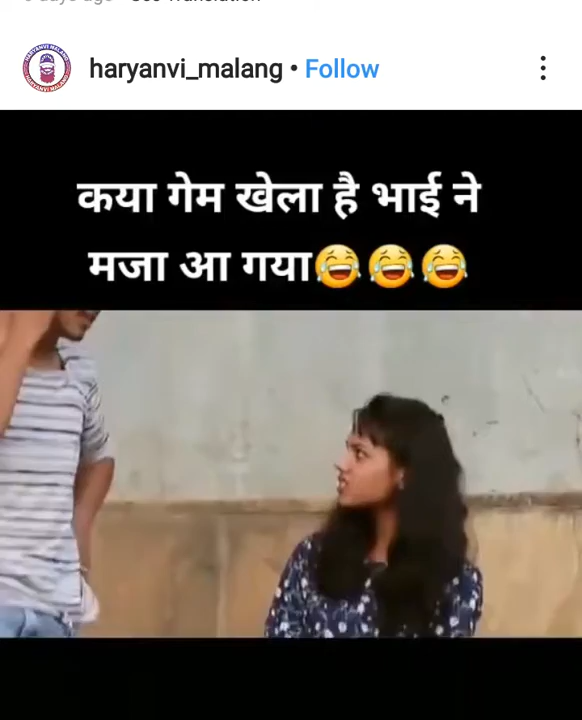 haryanvi_malang • Follow
कया गेम खेला है भाई ने
मजा आ गया😂😂😂